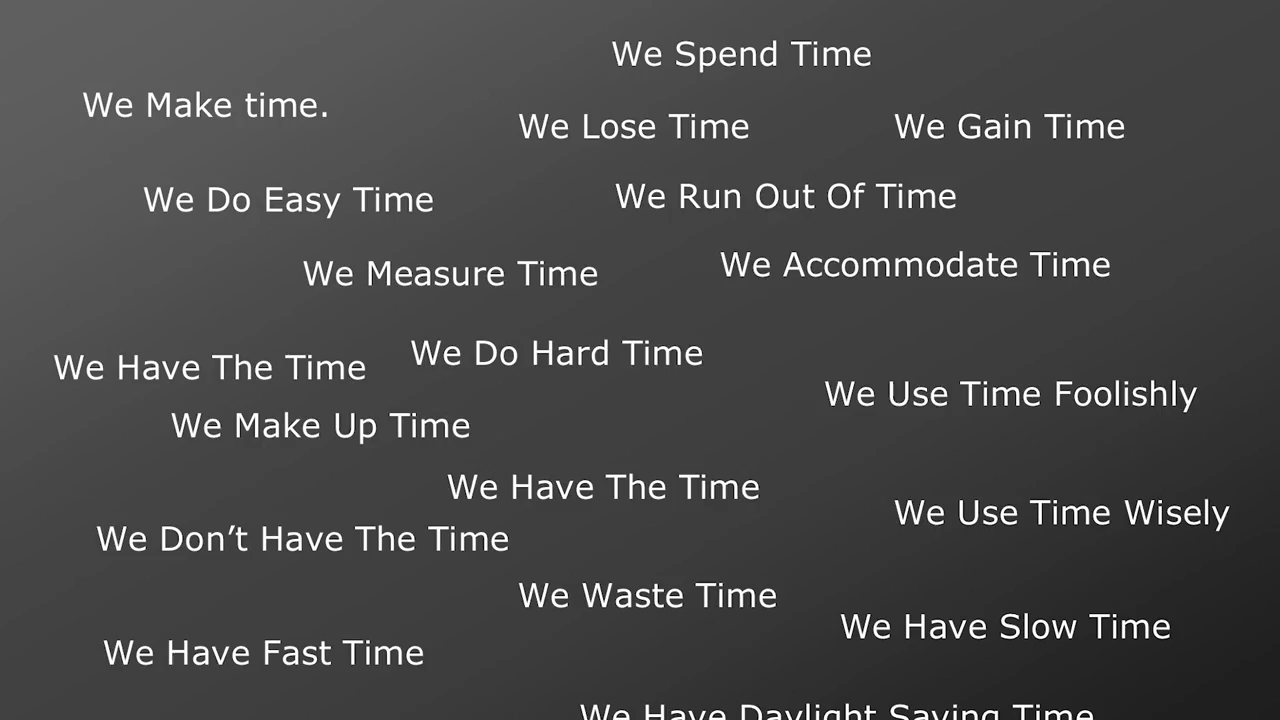 We Spend Time
We Make time.
We Lose Time
We Gain Time
We Do Easy Time
We Run Out Of Time
We Measure Time
We Accommodate Time
We Have The Time
We Do Hard Time
We Use Time Foolishly
We Make Up Time
We Have The Time
We Use Time Wisely
We Don’t Have The Time
We Waste Time
We Have Slow Time
We Have Fast Time
We Have Daylight Saving Time